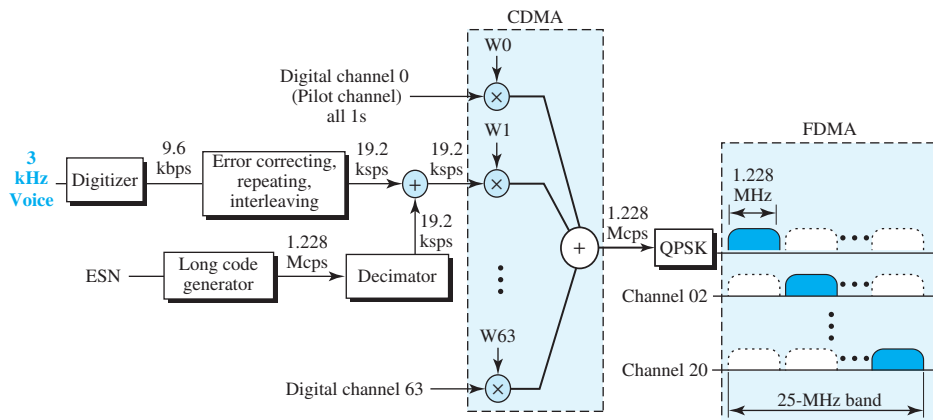 CDMA
W0
Digital channel 0
(Pilot channel)
all 1s
×
W1
FDMA
3
kHz
Voice
Digitizer
9.6
kbps
Error correcting,
repeating,
interleaving
19.2
ksps
+
19.2
ksps
×
19.2
ksps
ESN
Long code
generator
1.228
Mcps
Decimator
+
1.228
Mcps
QPSK
1.228
MHz
Channel 02
W63
Digital channel 63
×
Channel 20
25-MHz band